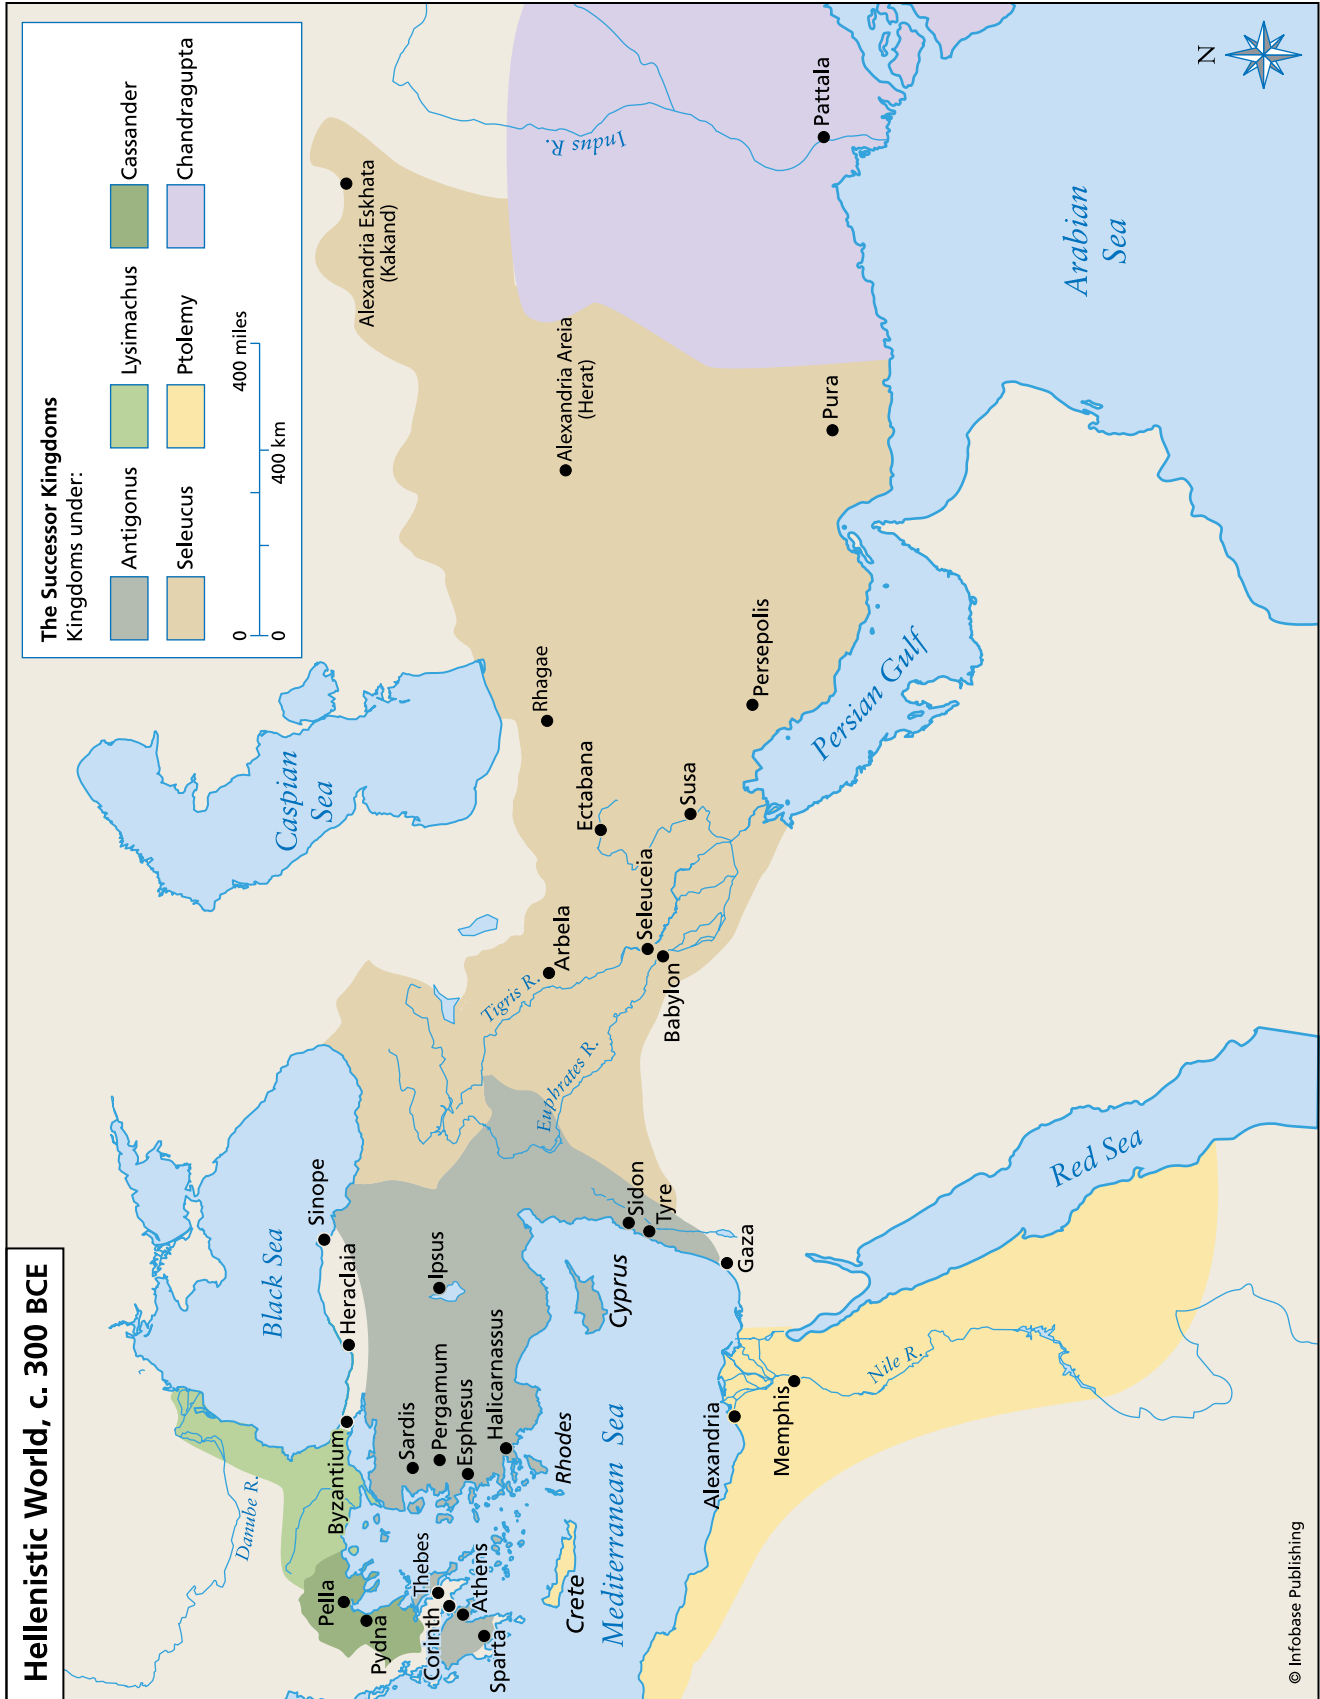 Hellenistic World, c. 300 BCE
The Successor Kingdoms
Kingdoms under:
Antigonus
Lysimachus
Cassander
Seleucus
Ptolemy
Chandragupta
0
400 miles
0
400 km
N
Danube R.
Black Sea
Caspian
Sea
Sinope
Heraclaia
Byzantium
Pella
Pydna
Thebes
Corinth
Athens
Sparta
Sardis
Pergamum
Esphesus
Halicarnassus
Ipsus
Rhodes
Crete
Cyprus
Mediterranean Sea
Sidon
Tyre
Gaza
Alexandria
Memphis
Nile R.
Red Sea
Tigris R.
Euphrates R.
Arbela
Seleuceia
Babylon
Ectabana
Susa
Rhagae
Persepolis
Persian Gulf
Alexandria Areia
(Herat)
Alexandria Eskhata
(Kakand)
Pura
Pattala
Indus R.
Arabian
Sea
© Infobase Publishing